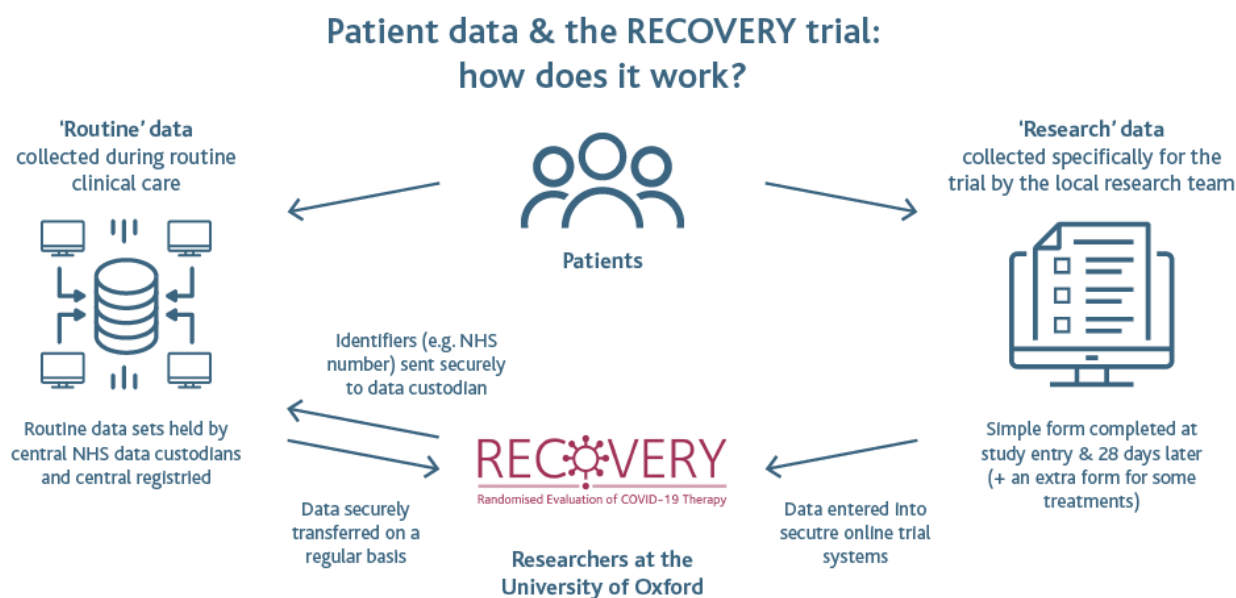 Patient data & the RECOVERY trial:
how does it work?
'Routine' data
collected during routine
clinical care
Patients
'Research' data
collected specifically for the
trial by the local research team
Identifiers (e.g. NHS
number) sent securely
to data custodian
Routine data sets held by
central NHS data custodians
and central registried
Data securely
transferred on a
regular basis
RECOVERY
Randomised Evaluation of COVID-19 Therapy
Researchers at the
University of Oxford
Data entered into
secutre online trial
systems
Simple form completed at
study entry & 28 days later
(+ an extra form for some
treatments)